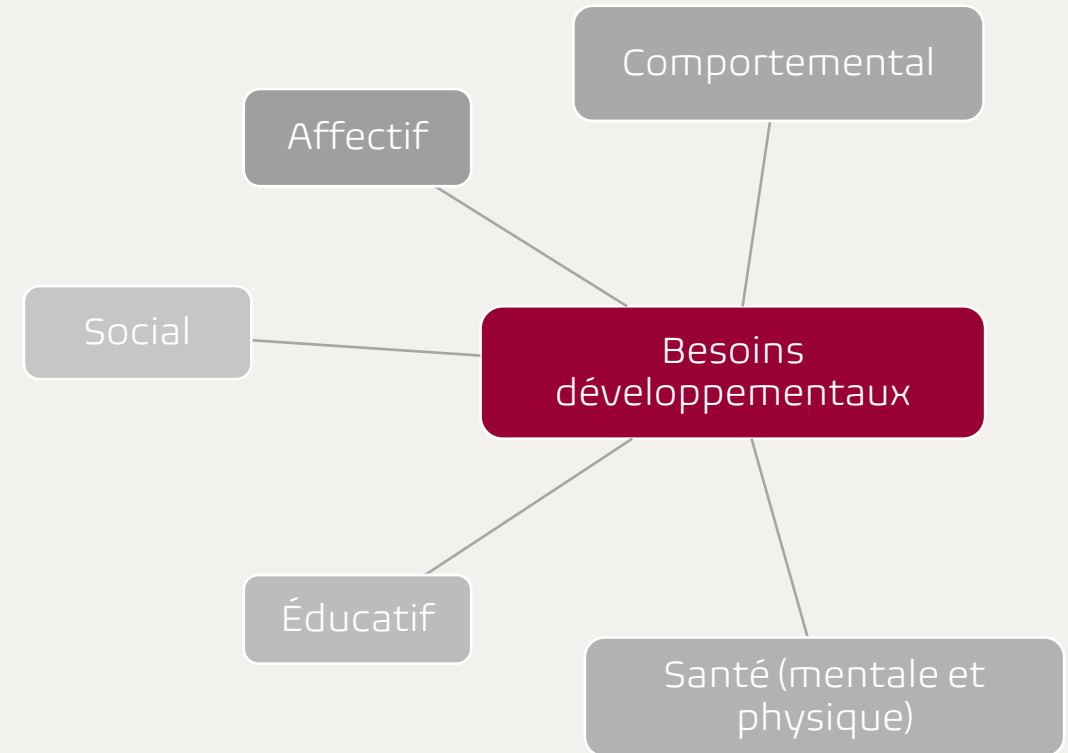 Comportemental
Affectif
Social
Besoins
développementaux
Éducatif
Santé (mentale et
physique)